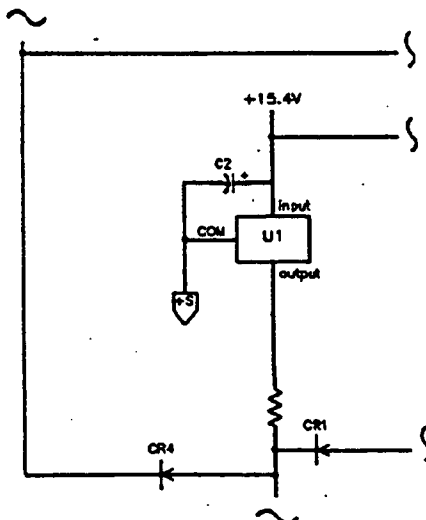 +15.4V
C2
+
input
COM
U1
+S
output
CR1
CR4